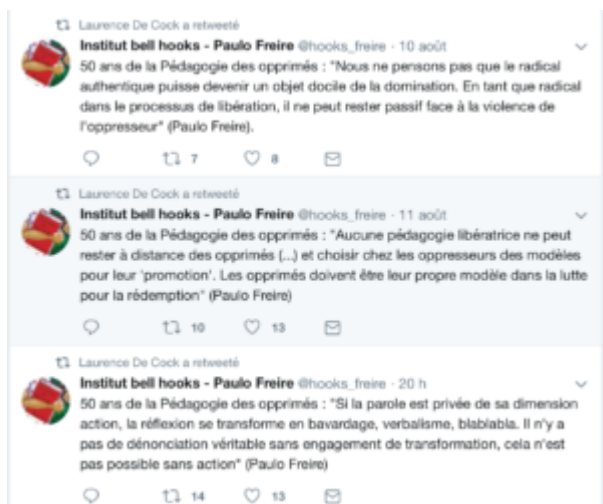 Laurence De Cock a retweeté
Institut bell hooks - Paulo Freire @hooks_freire · 10 août
50 ans de la Pédagogie des opprimés : "Nous ne pensons pas que le radical
authentique puisse devenir un objet docile de la domination. En tant que radical
dans le processus de libération, il ne peut rester passif face à la violence de
l'oppresseur" (Paulo Freire).
7 8
Laurence De Cock a retweeté
Institut bell hooks - Paulo Freire @hooks_freire · 11 août
50 ans de la Pédagogie des opprimés : "Aucune pédagogie libératrice ne peut
rester à distance des opprimés (...) et choisir chez les oppresseurs des modèles
pour leur 'promotion'. Les opprimés doivent être leur propre modèle dans la lutte
pour la rédemption" (Paulo Freire)
10 13
Laurence De Cock a retweeté
Institut bell hooks - Paulo Freire @hooks_freire · 20 h
50 ans de la Pédagogie des opprimés : "Si la parole est privée de sa dimension
action, la réflexion se transforme en bavardage, verbalisme, blablabla. Il n'y a
pas de dénonciation véritable sans engagement de transformation, cela n'est
pas possible sans action" (Paulo Freire)
14 13